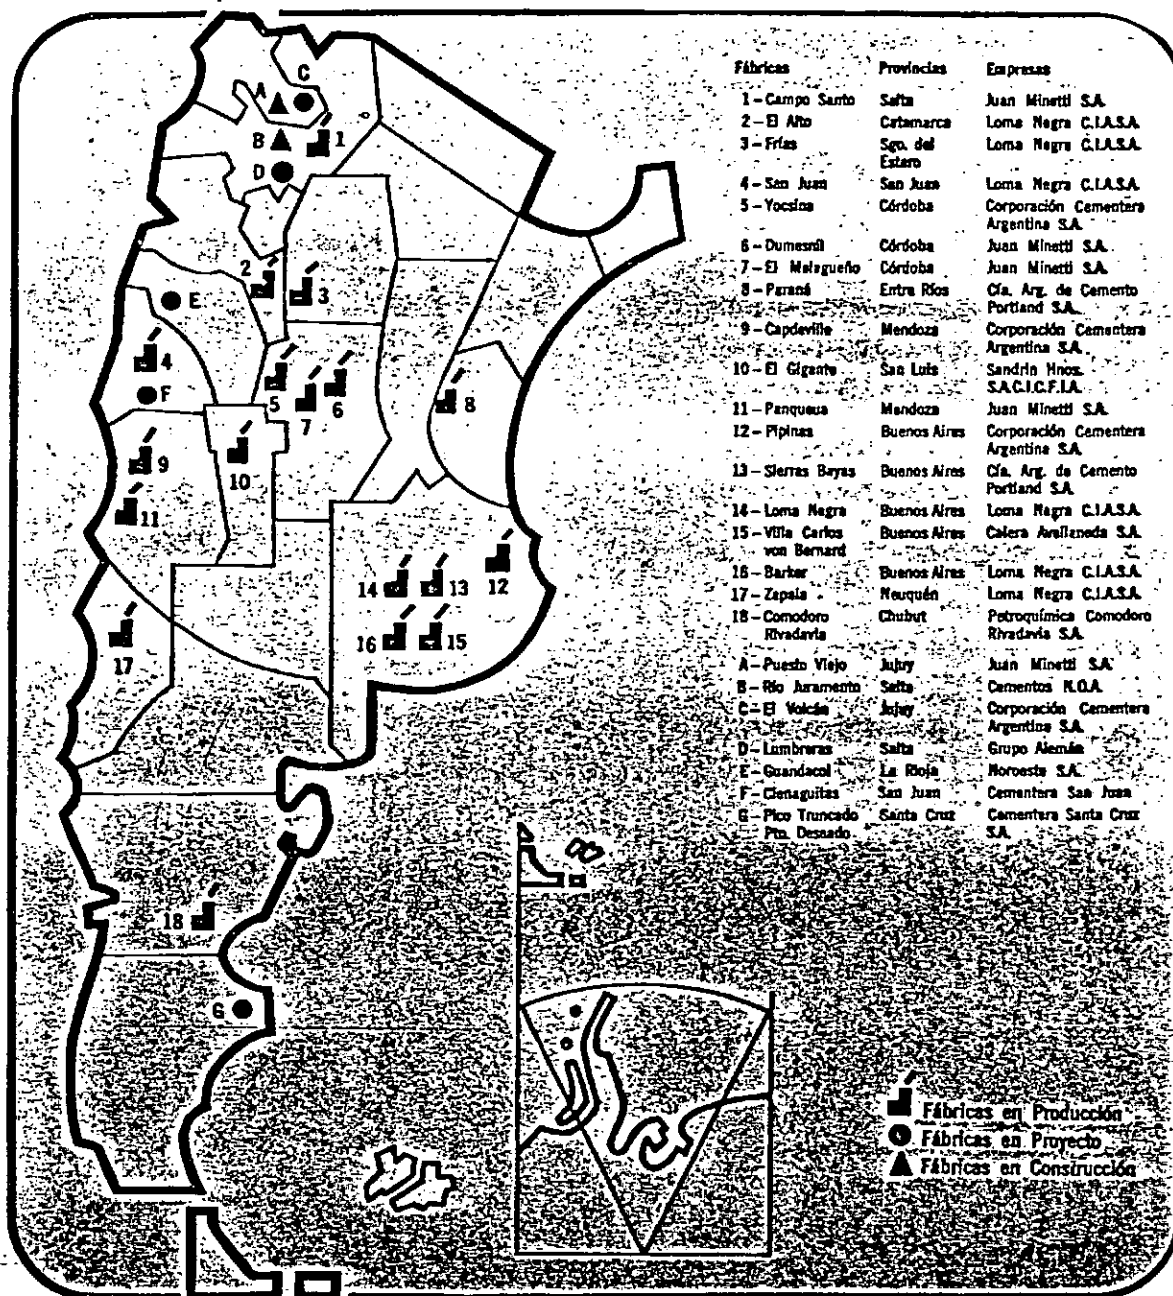 Fábricas Provincias Empresas
1 - Campo Santo Salta Juan Minetti S.A.
2 - El Alto Catamarca Loma Negra C.I.A.S.A.
3 - Frías Sgo. del Loma Negra C.I.A.S.A.
Estero
4 - San Juan San Juan Loma Negra C.I.A.S.A.
5 - Yocsina Córdoba Corporación Cementera
Argentina S.A.
6 - Dumesnil Córdoba Juan Minetti S.A.
7 - El Malagueño Córdoba Juan Minetti S.A.
8 - Paraná Entre Ríos Cía. Arg. de Cemento
Portland S.A.
9 - Capdeville Mendoza Corporación Cementera
Argentina S.A.
10 - El Gigante San Luis Sandrin Hnos.
S.A.C.I.C.F.I.A.
11 - Panqueua Mendoza Juan Minetti S.A.
12 - Pipinas Buenos Aires Corporación Cementera
Argentina S.A.
13 - Sierras Bayas Buenos Aires Cía. Arg. de Cemento
Portland S.A.
14 - Loma Negra Buenos Aires Loma Negra C.I.A.S.A.
15 - Villa Carlos Buenos Aires Calera Avellaneda S.A.
von Bernard
16 - Barker Buenos Aires Loma Negra C.I.A.S.A.
17 - Zapala Neuquén Loma Negra C.I.A.S.A.
18 - Comodoro Chubut Petroquímica Comodoro
Rivadavia Rivadavia S.A.
A - Puesto Viejo Jujuy Juan Minetti S.A.
B - Río Juramento Salta Cementos N.O.A.
C - El Volcán Jujuy Corporación Cementera
Argentina S.A.
D - Lumbreras Salta Grupo Alemán
E - Guandacol La Rioja Noroeste S.A.
F - Cienaguitas San Juan Cementera San Juan
G - Pico Truncado Santa Cruz Cementera Santa Cruz
Pto. Deseado S.A.
C
A
B 1
D
2
3
E
4
F
5
6
7
8
9
10
11
12
14 13
16 15
17
18
G
Fábricas en Producción
Fábricas en Proyecto
Fábricas en Construcción